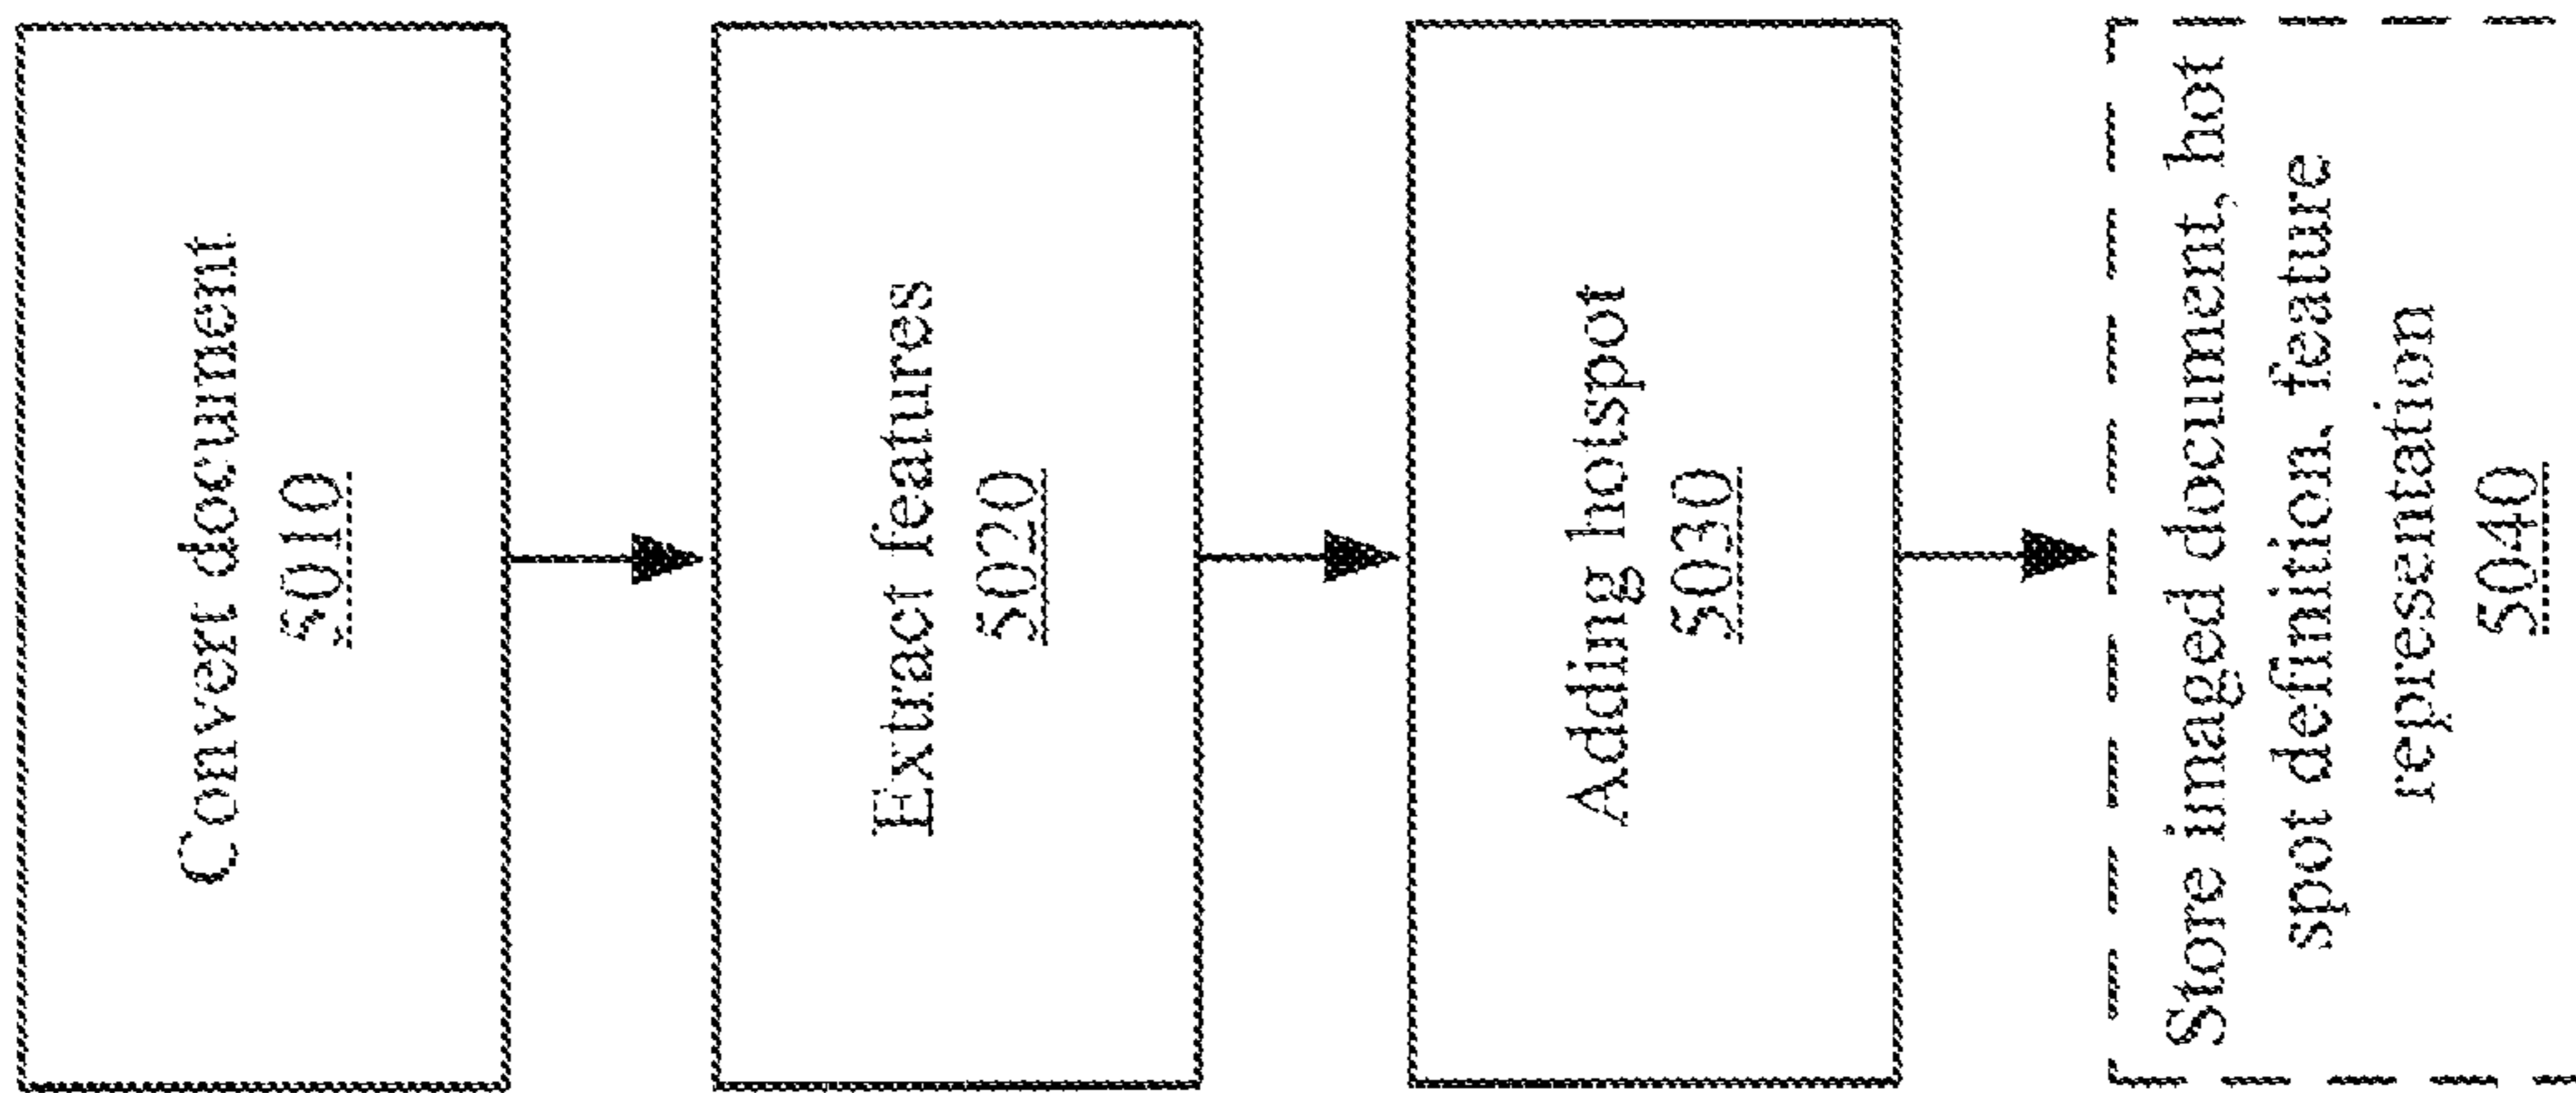 Convert document
5010
Extract features
5020
Adding hotspot
5030
Store imaged document, hot
spot definition, feature
representation
5040